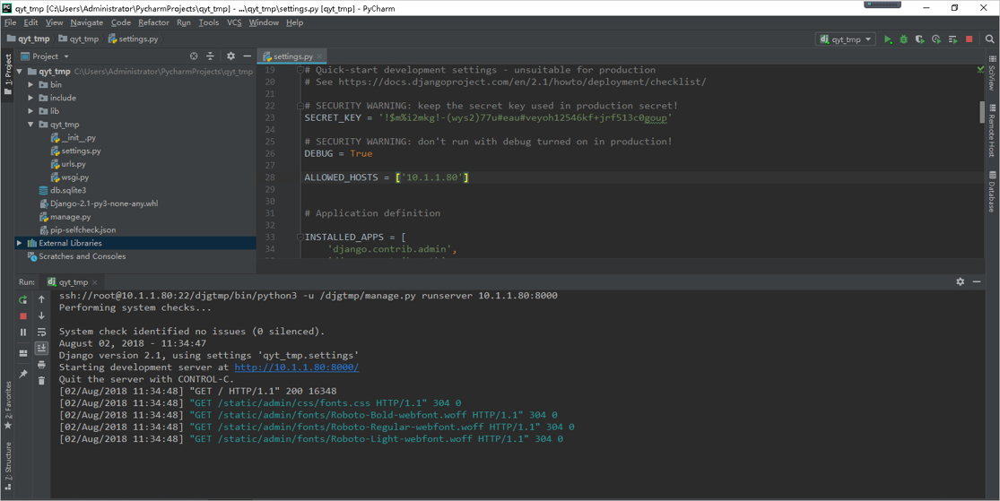 qyt_tmp [C:\Users\Administrator\PycharmProjects\qyt_tmp] - ...\qyt_tmp\settings.py [qyt_tmp] - PyCharm
File Edit View Navigate Code Refactor Run Tools VCS Window Help
qyt_tmp qyt_tmp settings.py qyt_tmp
1: Project
Project
settings.py
qyt_tmp C:\Users\Administrator\PycharmProjects\qyt_tmp
bin
include
lib
qyt_tmp
__init__.py
settings.py
urls.py
wsgi.py
db.sqlite3
Django-2.1-py3-none-any.whl
manage.py
pip-selfcheck.json
External Libraries
Scratches and Consoles
19 # Quick-start development settings - unsuitable for production
20 # See https://docs.djangoproject.com/en/2.1/howto/deployment/checklist/
21
22 # SECURITY WARNING: keep the secret key used in production secret!
23 SECRET_KEY = '!$m%i2mkg!-(wys2)77u#eau#veyoh12546kf+jrf513c0goup'
24
25 # SECURITY WARNING: don't run with debug turned on in production!
26 DEBUG = True
27
28 ALLOWED_HOSTS = ['10.1.1.80']
29
30
31 # Application definition
32
33 INSTALLED_APPS = [
34 'django.contrib.admin',
SciView
Remote Host
Database
Run: qyt_tmp
ssh://root@10.1.1.80:22/djgtmp/bin/python3 -u /djgtmp/manage.py runserver 10.1.1.80:8000
Performing system checks...
System check identified no issues (0 silenced).
August 02, 2018 - 11:34:47
Django version 2.1, using settings 'qyt_tmp.settings'
Starting development server at http://10.1.1.80:8000/
Quit the server with CONTROL-C.
[02/Aug/2018 11:34:48] "GET / HTTP/1.1" 200 16348
[02/Aug/2018 11:34:48] "GET /static/admin/css/fonts.css HTTP/1.1" 304 0
[02/Aug/2018 11:34:48] "GET /static/admin/fonts/Roboto-Bold-webfont.woff HTTP/1.1" 304 0
[02/Aug/2018 11:34:48] "GET /static/admin/fonts/Roboto-Regular-webfont.woff HTTP/1.1" 304 0
[02/Aug/2018 11:34:48] "GET /static/admin/fonts/Roboto-Light-webfont.woff HTTP/1.1" 304 0
2: Favorites
7: Structure